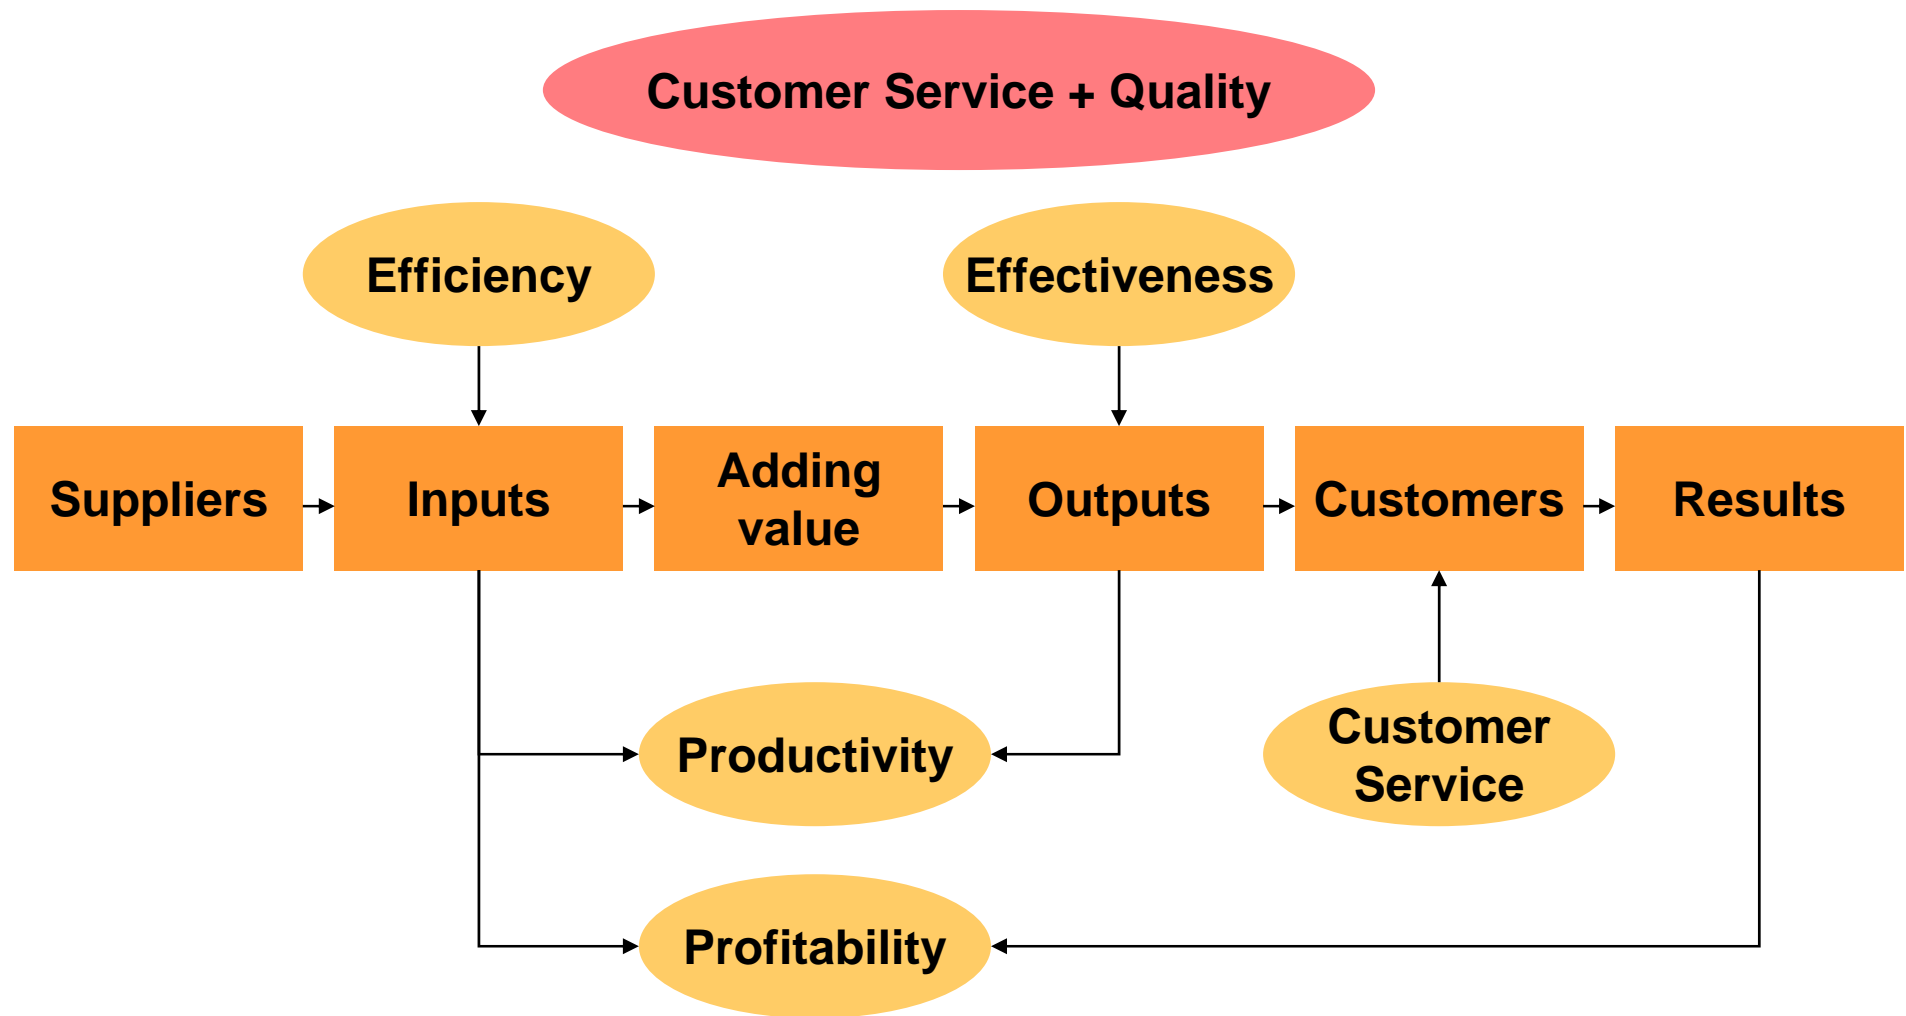 Customer Service + Quality
Efficiency
Effectiveness
Suppliers
Inputs
Adding
value
Outputs
Customers
Results
Productivity
Customer
Service
Profitability